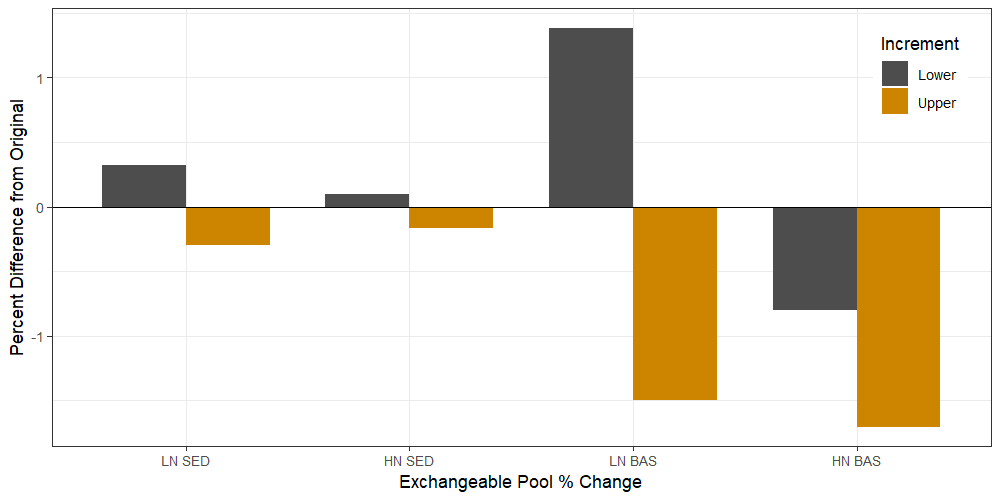 Percent Difference from Original
1
0
-1
Increment
Lower
Upper
LN SED
HN SED
LN BAS
HN BAS
Exchangeable Pool % Change